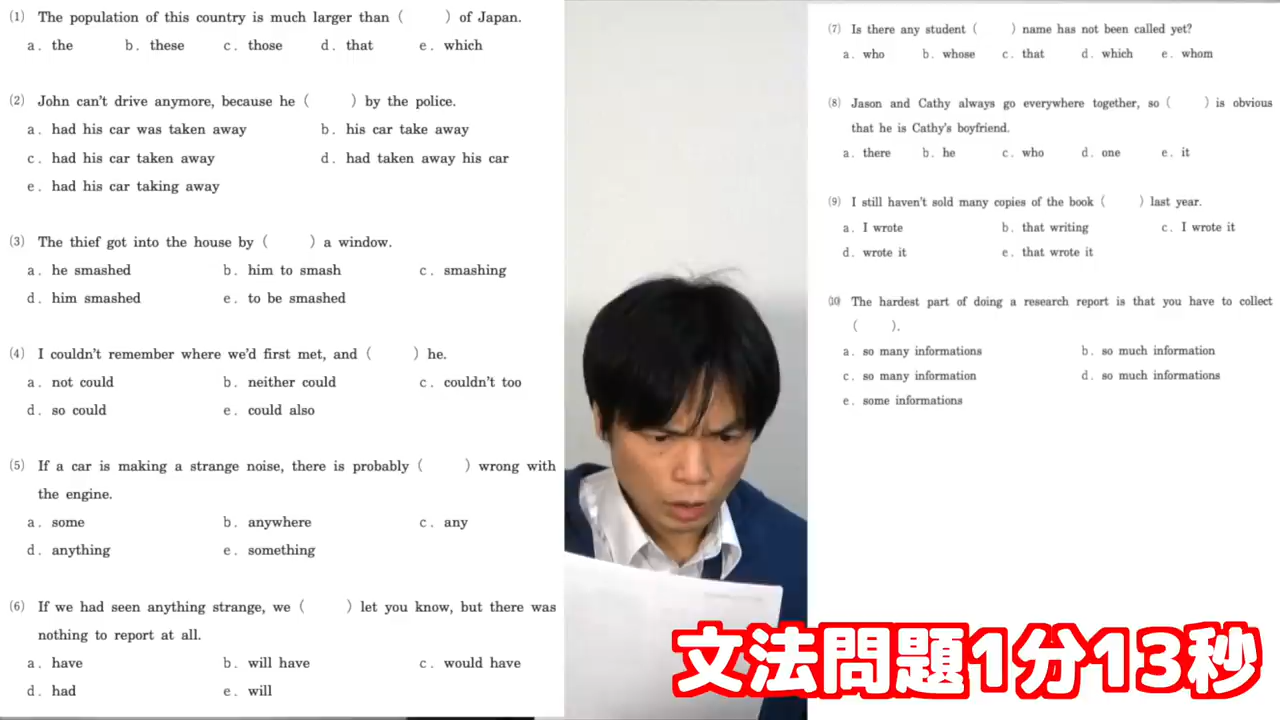 (1) The population of this country is much larger than ( ) of Japan.
a. the b. these c. those d. that e. which
(2) John can't drive anymore, because he ( ) by the police.
a. had his car was taken away b. his car take away
c. had his car taken away d. had taken away his car
e. had his car taking away
(3) The thief got into the house by ( ) a window.
a. he smashed b. him to smash c. smashing
d. him smashed e. to be smashed
(4) I couldn't remember where we'd first met, and ( ) he.
a. not could b. neither could c. couldn't too
d. so could e. could also
(5) If a car is making a strange noise, there is probably ( ) wrong with
the engine.
a. some b. anywhere c. any
d. anything e. something
(6) If we had seen anything strange, we ( ) let you know, but there was
nothing to report at all.
a. have b. will have c. would have
d. had e. will
(7) Is there any student ( ) name has not been called yet?
a. who b. whose c. that d. which e. whom
(8) Jason and Cathy always go everywhere together, so ( ) is obvious
that he is Cathy's boyfriend.
a. there b. he c. who d. one e. it
(9) I still haven't sold many copies of the book ( ) last year.
a. I wrote b. that writing c. I wrote it
d. wrote it e. that wrote it
(10) The hardest part of doing a research report is that you have to collect
( ).
a. so many informations b. so much information
c. so many information d. so much informations
e. some informations
文法問題1分13秒